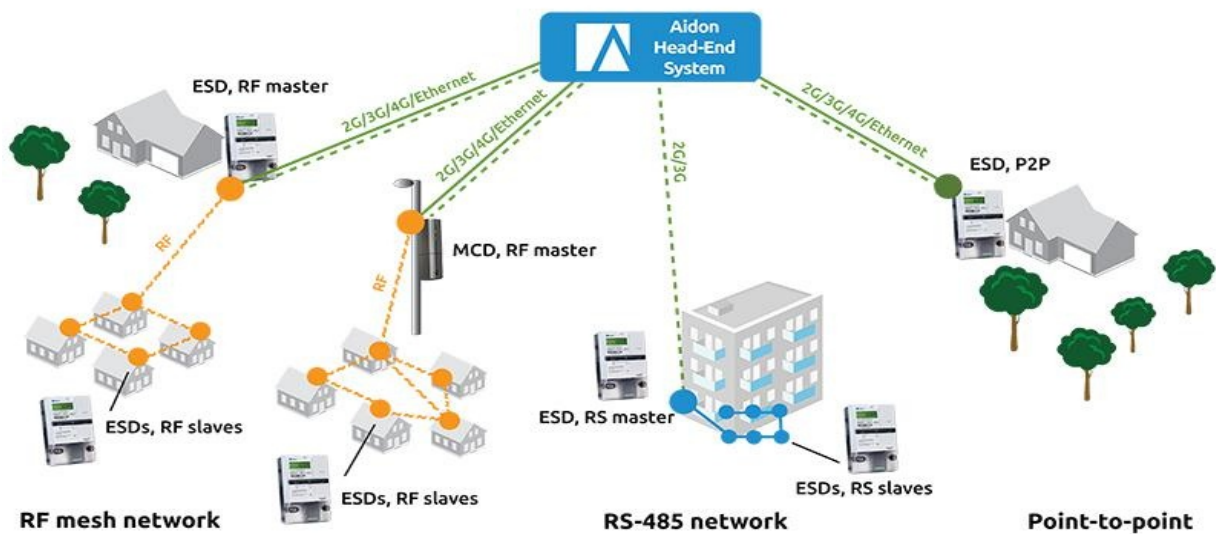 Aidon
Head-End
System
ESD, RF master
2G/3G/4G/Ethernet
2G/3G/4G/Ethernet
2G/3G
2G/3G/4G/Ethernet
ESD, P2P
RF
MCD, RF master
RF
ESDs, RF slaves
ESD, RS master
ESDs, RF slaves
ESDs, RS slaves
RF mesh network
RS-485 network
Point-to-point